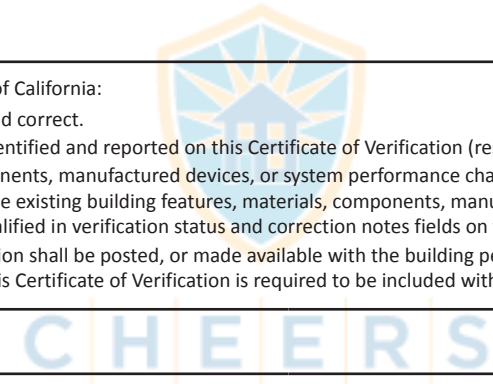 of California:
d correct.
entified and reported on this Certificate of Verification (res
nents, manufactured devices, or system performance cha
e existing building features, materials, components, manu
alified in verification status and correction notes fields on
ion shall be posted, or made available with the building pe
is Certificate of Verification is required to be included with
CHEERS